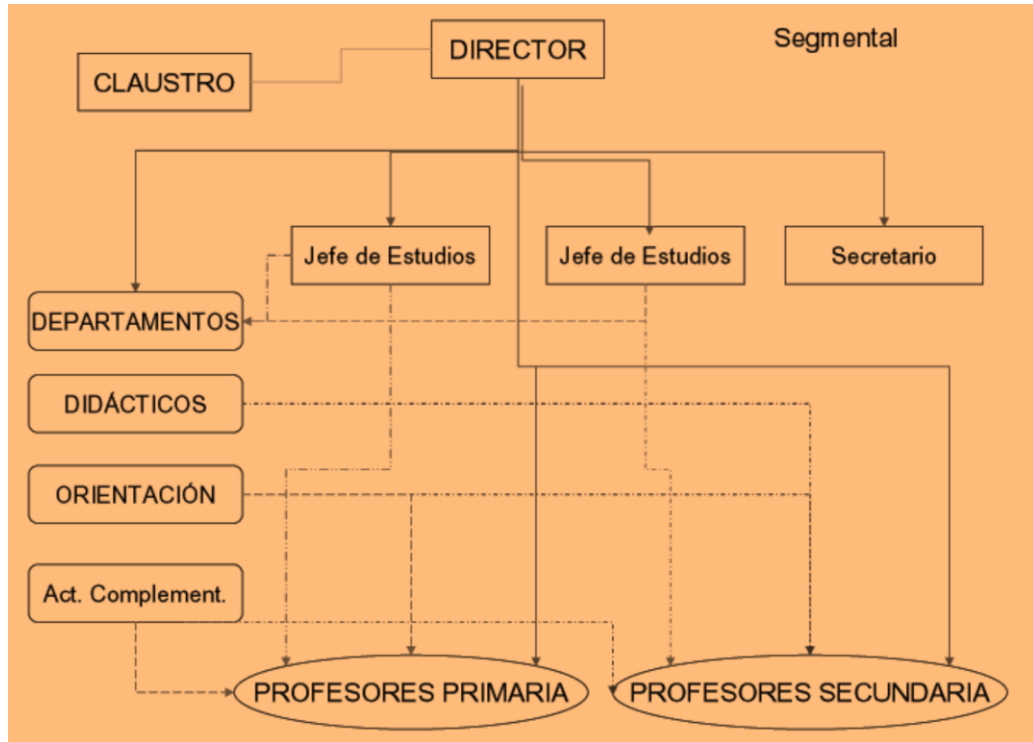 DIRECTOR
Segmental
CLAUSTRO
Jefe de Estudios
Jefe de Estudios
Secretario
DEPARTAMENTOS
DIDÁCTICOS
ORIENTACIÓN
Act. Complement.
PROFESORES PRIMARIA
PROFESORES SECUNDARIA